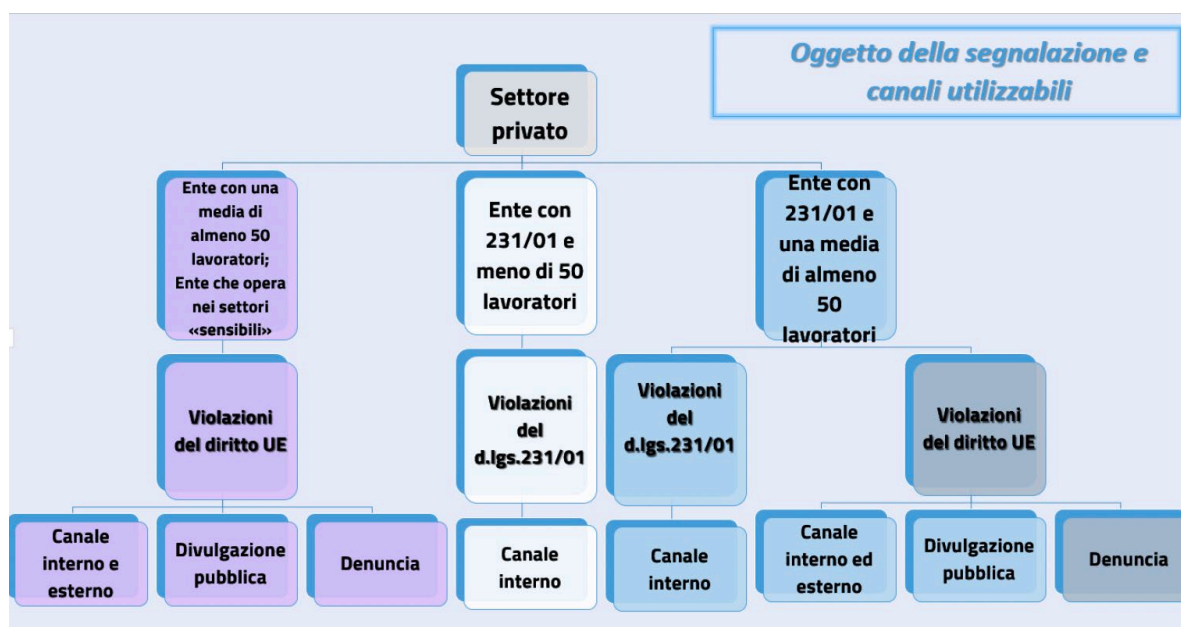 Oggetto della segnalazione e
canali utilizzabili
Settore
privato
Ente con una
media di
almeno 50
lavoratori;
Ente che opera
nei settori
«sensibili»
Ente con
231/01 e
meno di 50
lavoratori
Ente con
231/01 e
una media
di almeno
50
lavoratori
Violazioni
del diritto UE
Violazioni
del
d.lgs.231/01
Violazioni
del
d.lgs.231/01
Violazioni
del diritto UE
Canale
interno e
esterno
Divulgazione
pubblica
Denuncia
Canale
interno
Canale
interno
Canale
interno ed
esterno
Divulgazione
pubblica
Denuncia